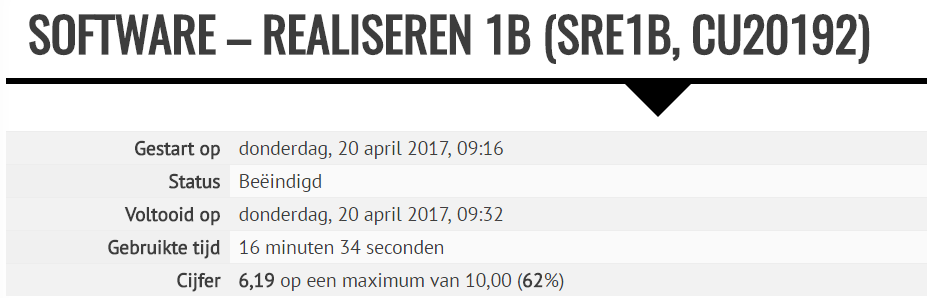 SOFTWARE – REALISEREN 1B (SRE1B, CU20192)
Gestart op donderdag, 20 april 2017, 09:16
Status Beëindigd
Voltooid op donderdag, 20 april 2017, 09:32
Gebruikte tijd 16 minuten 34 seconden
Cijfer 6,19 op een maximum van 10,00 (62%)